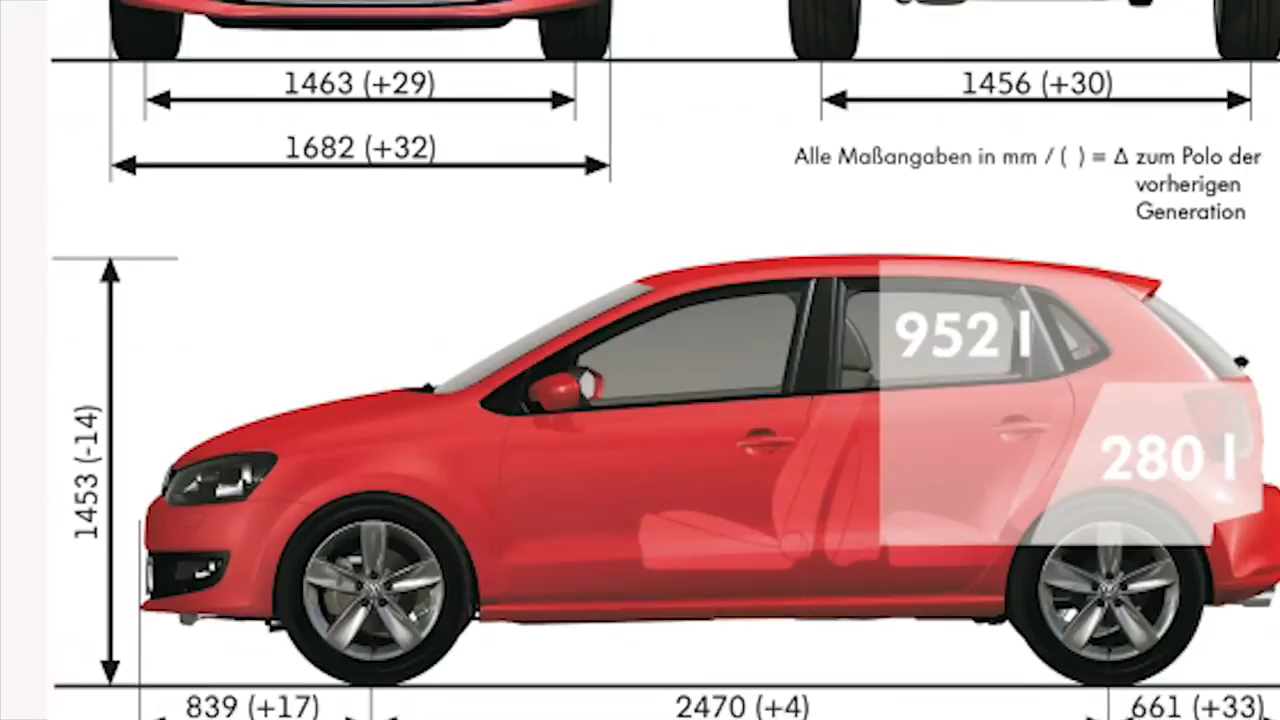 1463 (+29)
1456 (+30)
1682 (+32)
Alle Maßangaben in mm / ( ) = Δ zum Polo der
vorherigen
Generation
952 l
280 l
1453 (-14)
839 (+17)
2470 (+4)
661 (+33)